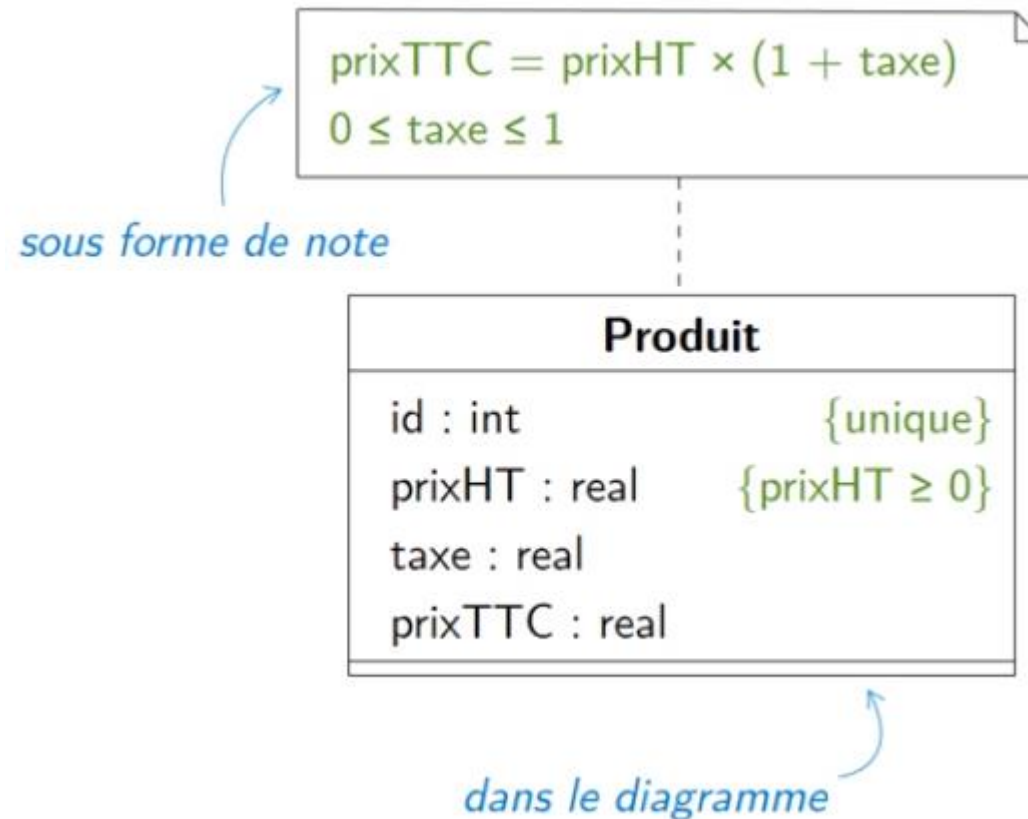 prixTTC = prixHT × (1 + taxe)
0 ≤ taxe ≤ 1
sous forme de note
Produit
id : int {unique}
prixHT : real {prixHT ≥ 0}
taxe : real
prixTTC : real
dans le diagramme